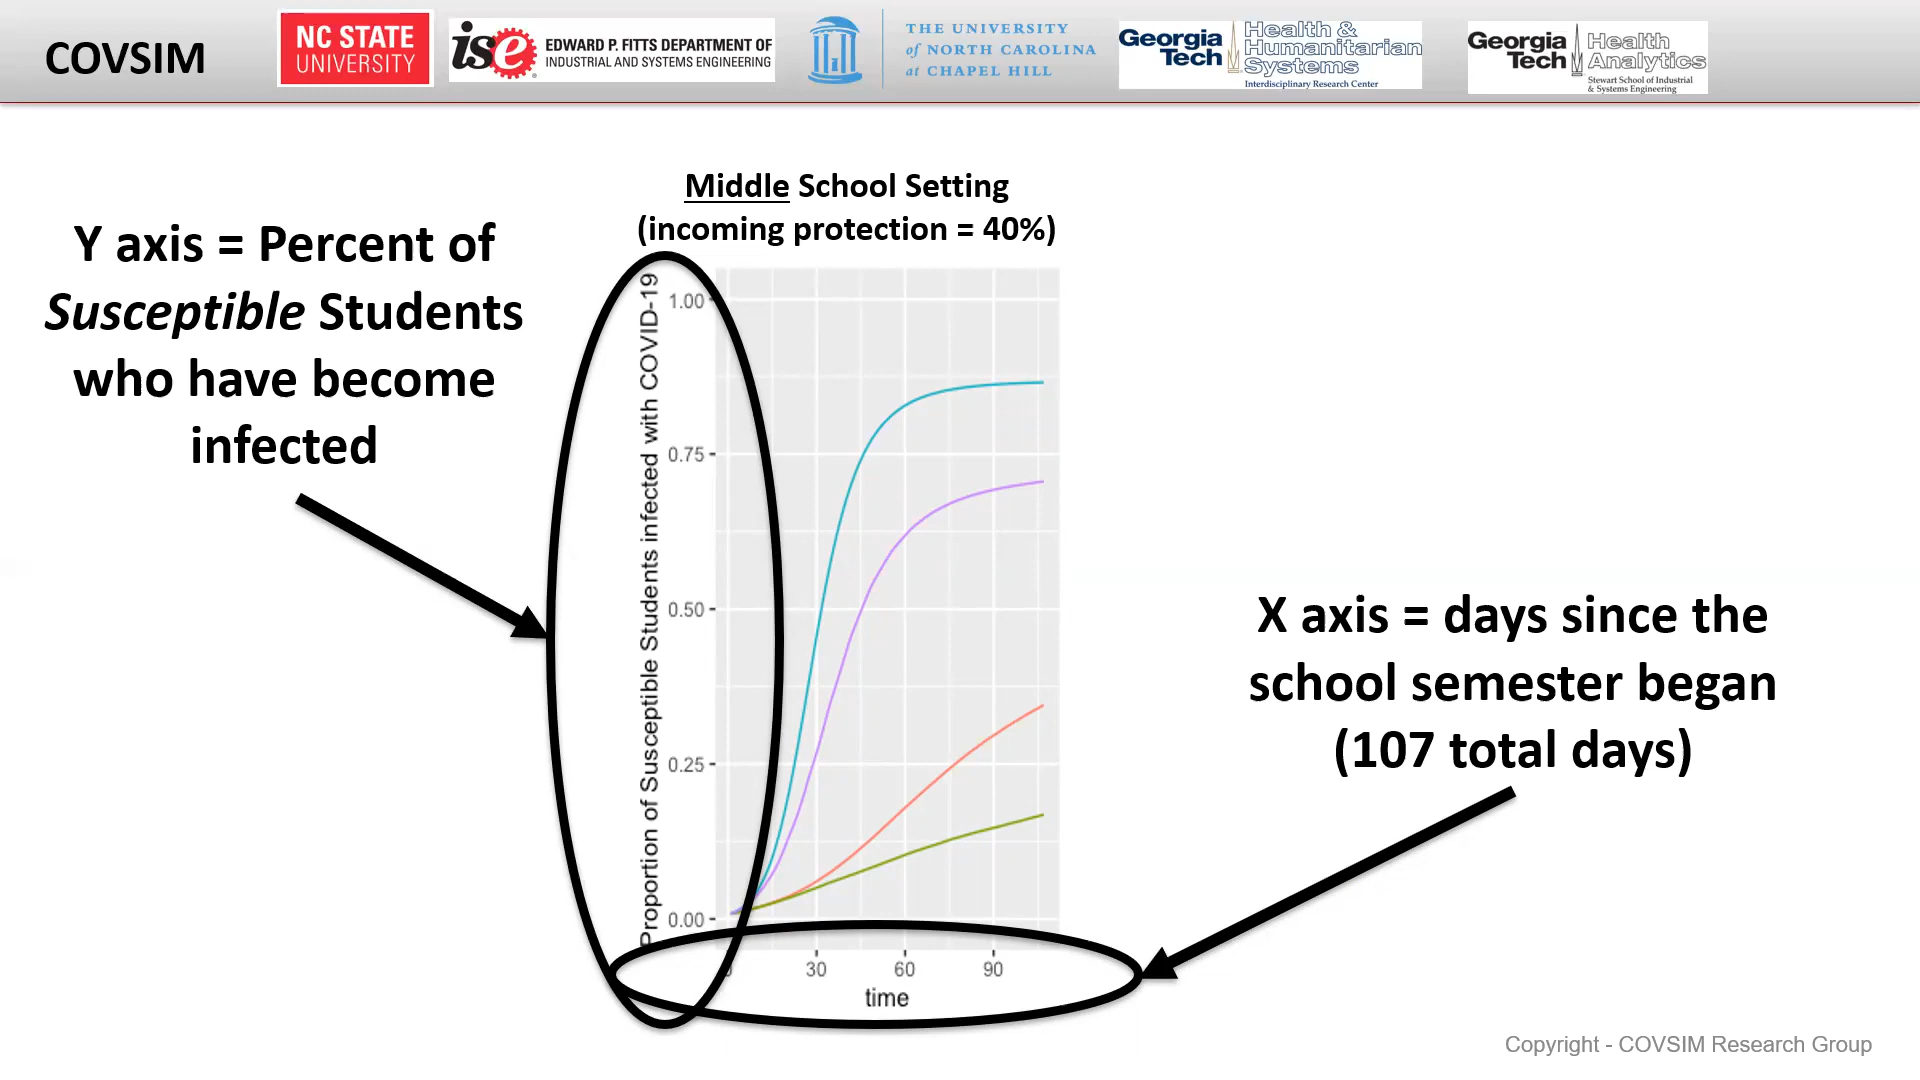 COVSIM
NC STATE
UNIVERSITY
ise
EDWARD P. FITTS DEPARTMENT OF
INDUSTRIAL AND SYSTEMS ENGINEERING
THE UNIVERSITY
of NORTH CAROLINA
at CHAPEL HILL
Georgia
Tech
Health &
Humanitarian
Systems
Interdisciplinary Research Center
Georgia
Tech
Health
Analytics
Stewart School of Industrial
& Systems Engineering
Middle School Setting
(incoming protection = 40%)
Y axis = Percent of
Susceptible Students
who have become
infected
Proportion of Susceptible Students infected with COVID-19
1.00
0.75
0.50
0.25
0.00
30
60
90
time
X axis = days since the
school semester began
(107 total days)
Copyright - COVSIM Research Group